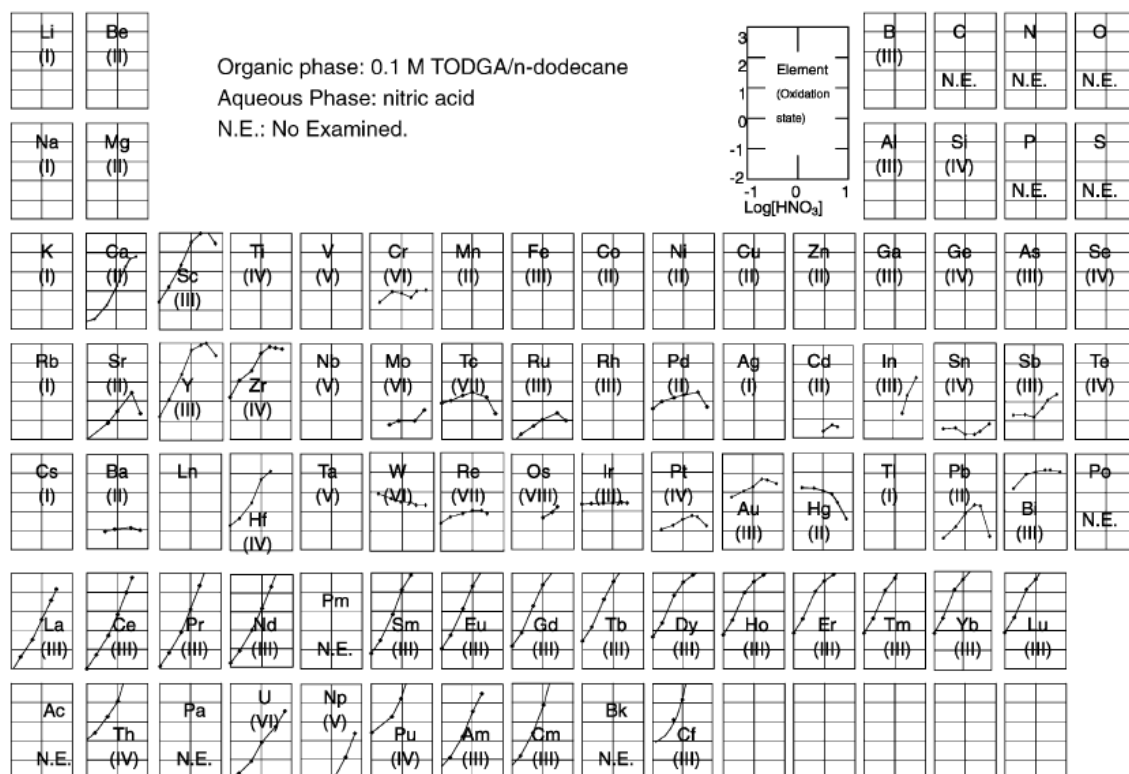 Li Be B C N O
(I) (II) (III)
N.E. N.E. N.E.
Organic phase: 0.1 M TODGA/n-dodecane
Aqueous Phase: nitric acid
N.E.: No Examined.
3
2
1
0
-1
-2
Element
(Oxidation
state)
-1 0 1
Log[HNO₃]
Na Mg Al Si P S
(I) (II) (III) (IV)
N.E. N.E.
K Ca Sc Ti V Cr Mn Fe Co Ni Cu Zn Ga Ge As Se
(I) (II) (III) (IV) (V) (VI) (II) (III) (II) (II) (II) (II) (III) (IV) (III) (IV)
Rb Sr Y Zr Nb Mo Tc Ru Rh Pd Ag Cd In Sn Sb Te
(I) (II) (III) (IV) (V) (VI) (VII) (III) (III) (II) (I) (II) (III) (IV) (III) (IV)
Cs Ba Ln Hf Ta W Re Os Ir Pt Au Hg Tl Pb Bi Po
(I) (II) (IV) (V) (VI) (VII) (VIII) (III) (IV) (III) (II) (I) (II) (III) N.E.
La Ce Pr Nd Pm Sm Eu Gd Tb Dy Ho Er Tm Yb Lu
(III) (III) (III) (III) N.E. (III) (III) (III) (III) (III) (III) (III) (III) (III) (III)
Ac Th Pa U Np Pu Am Cm Bk Cf
N.E. (IV) N.E. (VI) (V) (IV) (III) (III) N.E. (III)